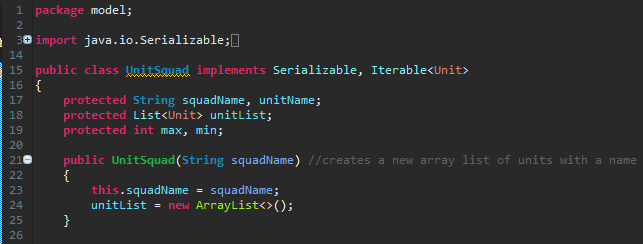 1 package model;
2
3 import java.io.Serializable;
14
15 public class UnitSquad implements Serializable, Iterable<Unit>
16 {
17 protected String squadName, unitName;
18 protected List<Unit> unitList;
19 protected int max, min;
20
21 public UnitSquad(String squadName) //creates a new array list of units with a name
22 {
23 this.squadName = squadName;
24 unitList = new ArrayList<>();
25 }
26